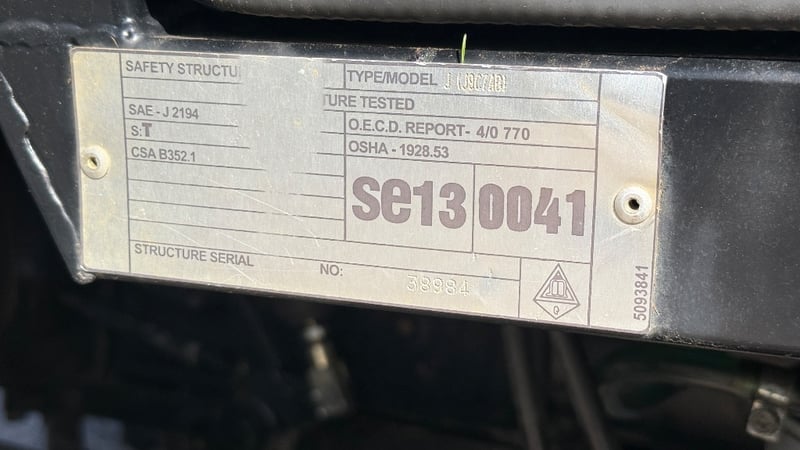 SAFETY STRUCTU
TYPE/MODEL J (J9C7AB)
TURE TESTED
SAE - J 2194
O.E.C.D. REPORT- 4/0 770
S:T
CSA B352.1
OSHA - 1928.53
se13 0041
STRUCTURE SERIAL NO: 38984
5093841